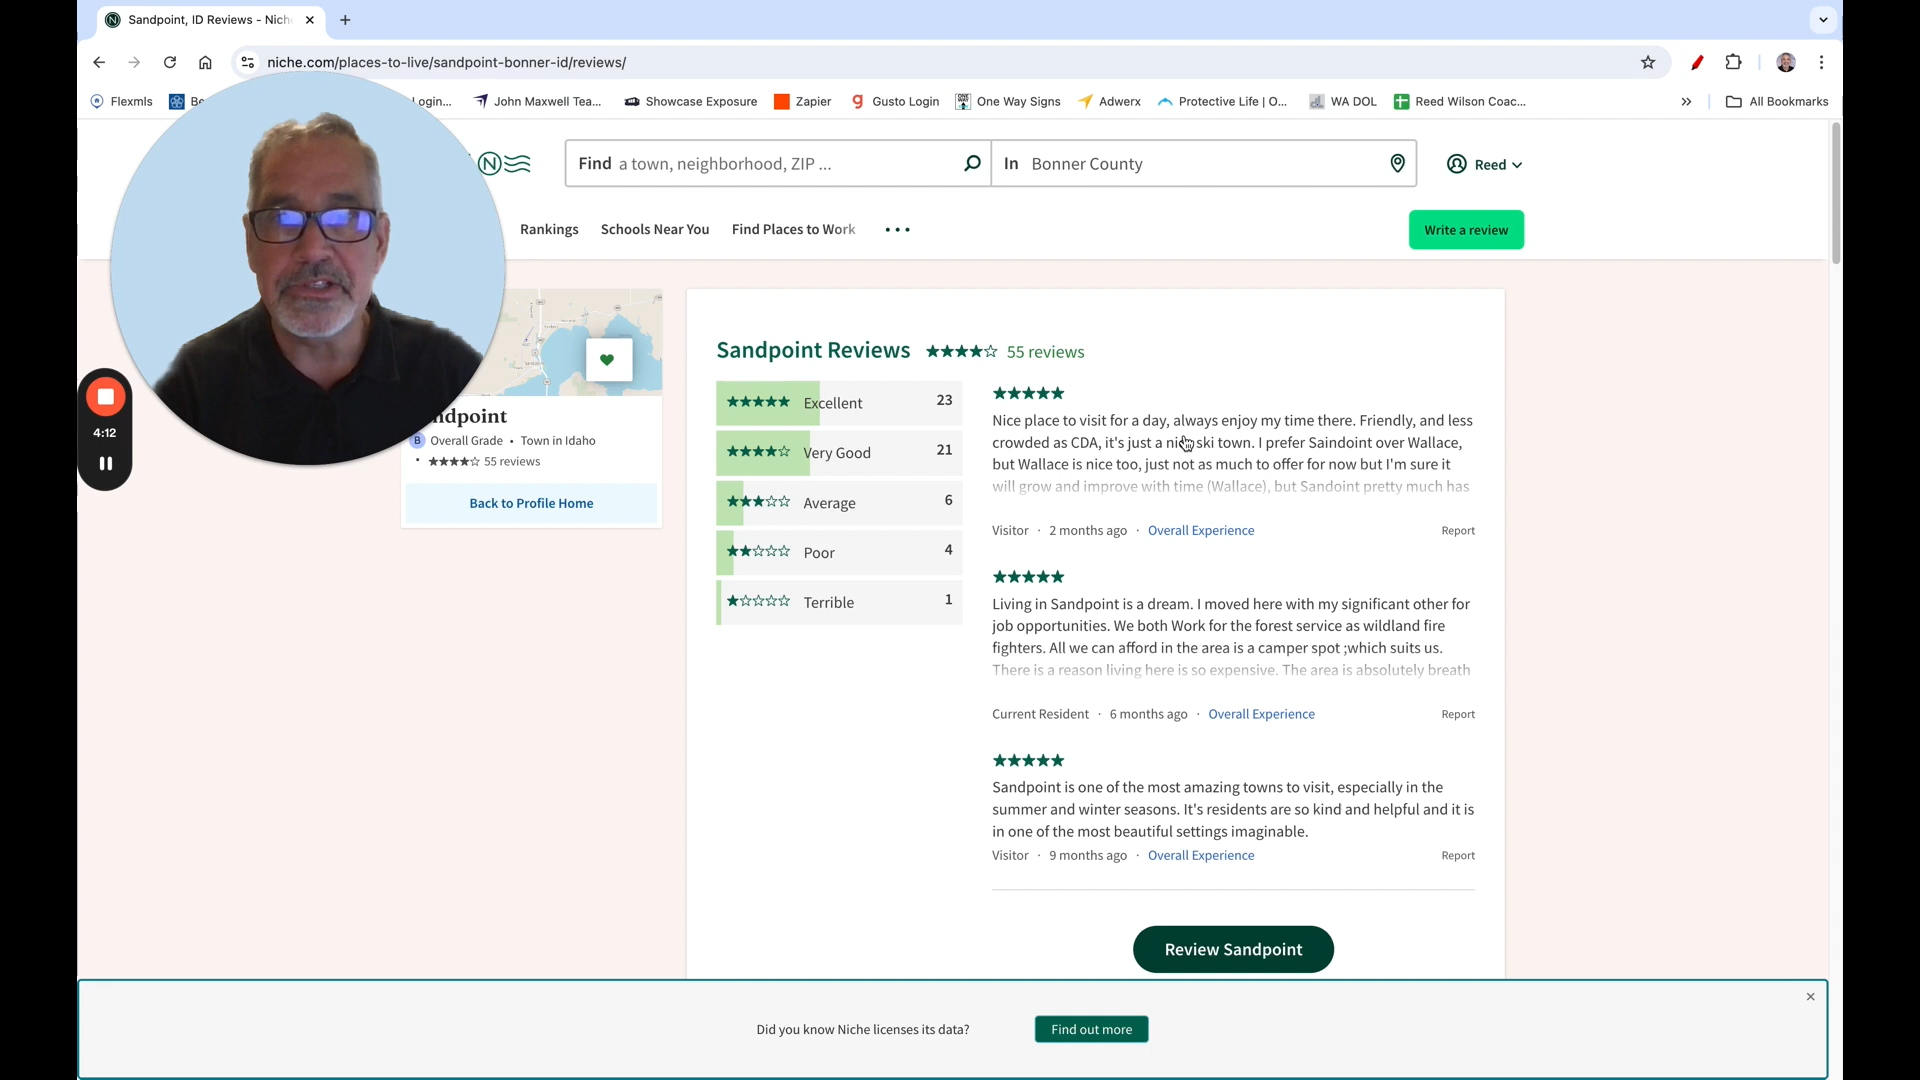 Sandpoint, ID Reviews - Nich
niche.com/places-to-live/sandpoint-bonner-id/reviews/
Flexmls
Be
ogin...
John Maxwell Tea...
Showcase Exposure
Zapier
Gusto Login
One Way Signs
Adwerx
Protective Life | O...
WA DOL
Reed Wilson Coac...
All Bookmarks
N
Find a town, neighborhood, ZIP ...
In Bonner County
Reed
Rankings
Schools Near You
Find Places to Work
Write a review
4:12
ndpoint
B Overall Grade • Town in Idaho
• 55 reviews
Back to Profile Home
Sandpoint Reviews
55 reviews
Excellent 23
Very Good 21
Average 6
Poor 4
Terrible 1
Nice place to visit for a day, always enjoy my time there. Friendly, and less
crowded as CDA, it's just a nice ski town. I prefer Saindoint over Wallace,
but Wallace is nice too, just not as much to offer for now but I'm sure it
will grow and improve with time (Wallace), but Sandoint pretty much has
Visitor · 2 months ago · Overall Experience
Report
Living in Sandpoint is a dream. I moved here with my significant other for
job opportunities. We both Work for the forest service as wildland fire
fighters. All we can afford in the area is a camper spot ;which suits us.
There is a reason living here is so expensive. The area is absolutely breath
Current Resident · 6 months ago · Overall Experience
Report
Sandpoint is one of the most amazing towns to visit, especially in the
summer and winter seasons. It's residents are so kind and helpful and it is
in one of the most beautiful settings imaginable.
Visitor · 9 months ago · Overall Experience
Report
Review Sandpoint
Did you know Niche licenses its data?
Find out more